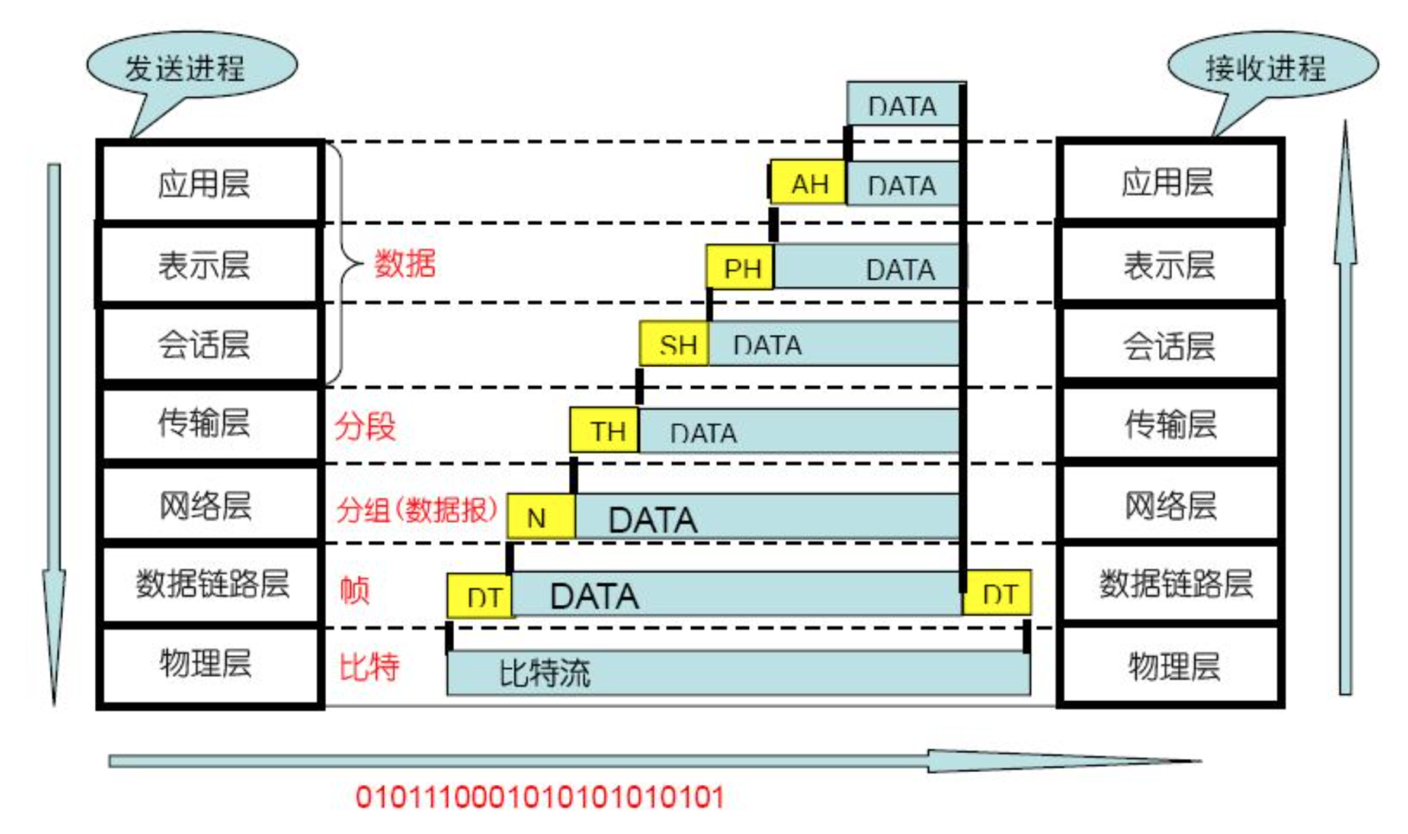 发送进程
接收进程
DATA
应用层
AH
DATA
应用层
表示层
数据
PH
DATA
表示层
会话层
SH
DATA
会话层
传输层
分段
TH
DATA
传输层
网络层
分组(数据报)
N
DATA
网络层
数据链路层
帧
DT
DATA
DT
数据链路层
物理层
比特
比特流
物理层
0101110001010101010101